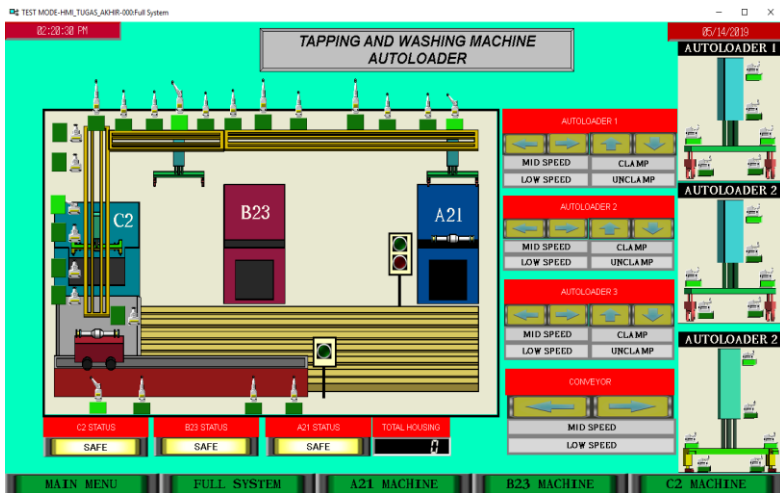 TEST MODE-HMI_TUGAS_AKHIR-000:Full System
02:20:30 PM
TAPPING AND WASHING MACHINE
AUTOLOADER
05/14/2019
AUTOLOADER 1
AUTOLOADER 1
MID SPEED CLAMP
LOW SPEED UNCLAMP
AUTOLOADER 2
AUTOLOADER 2
MID SPEED CLAMP
LOW SPEED UNCLAMP
AUTOLOADER 3
MID SPEED CLAMP
LOW SPEED UNCLAMP
AUTOLOADER 2
CONVEYOR
MID SPEED
LOW SPEED
C2
B23
A21
C2 STATUS B23 STATUS A21 STATUS TOTAL HOUSING
SAFE SAFE SAFE 0
MAIN MENU FULL SYSTEM A21 MACHINE B23 MACHINE C2 MACHINE